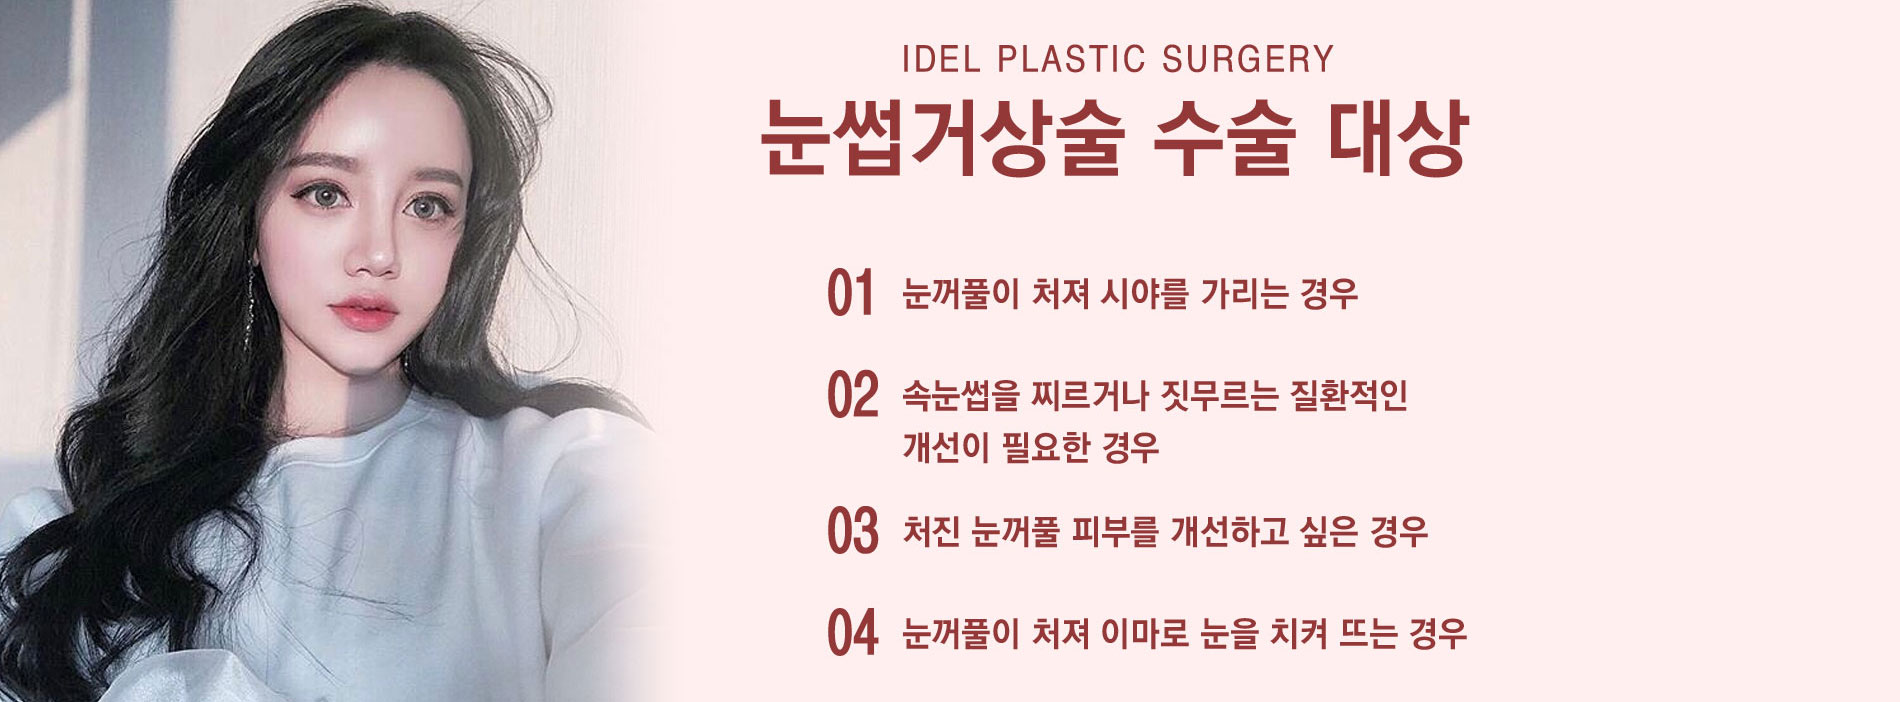 IDEL PLASTIC SURGERY
눈썹거상술 수술 대상
01 눈꺼풀이 처져 시야를 가리는 경우
02 속눈썹을 찌르거나 짓무르는 질환적인
개선이 필요한 경우
03 처진 눈꺼풀 피부를 개선하고 싶은 경우
04 눈꺼풀이 처져 이마로 눈을 치켜 뜨는 경우